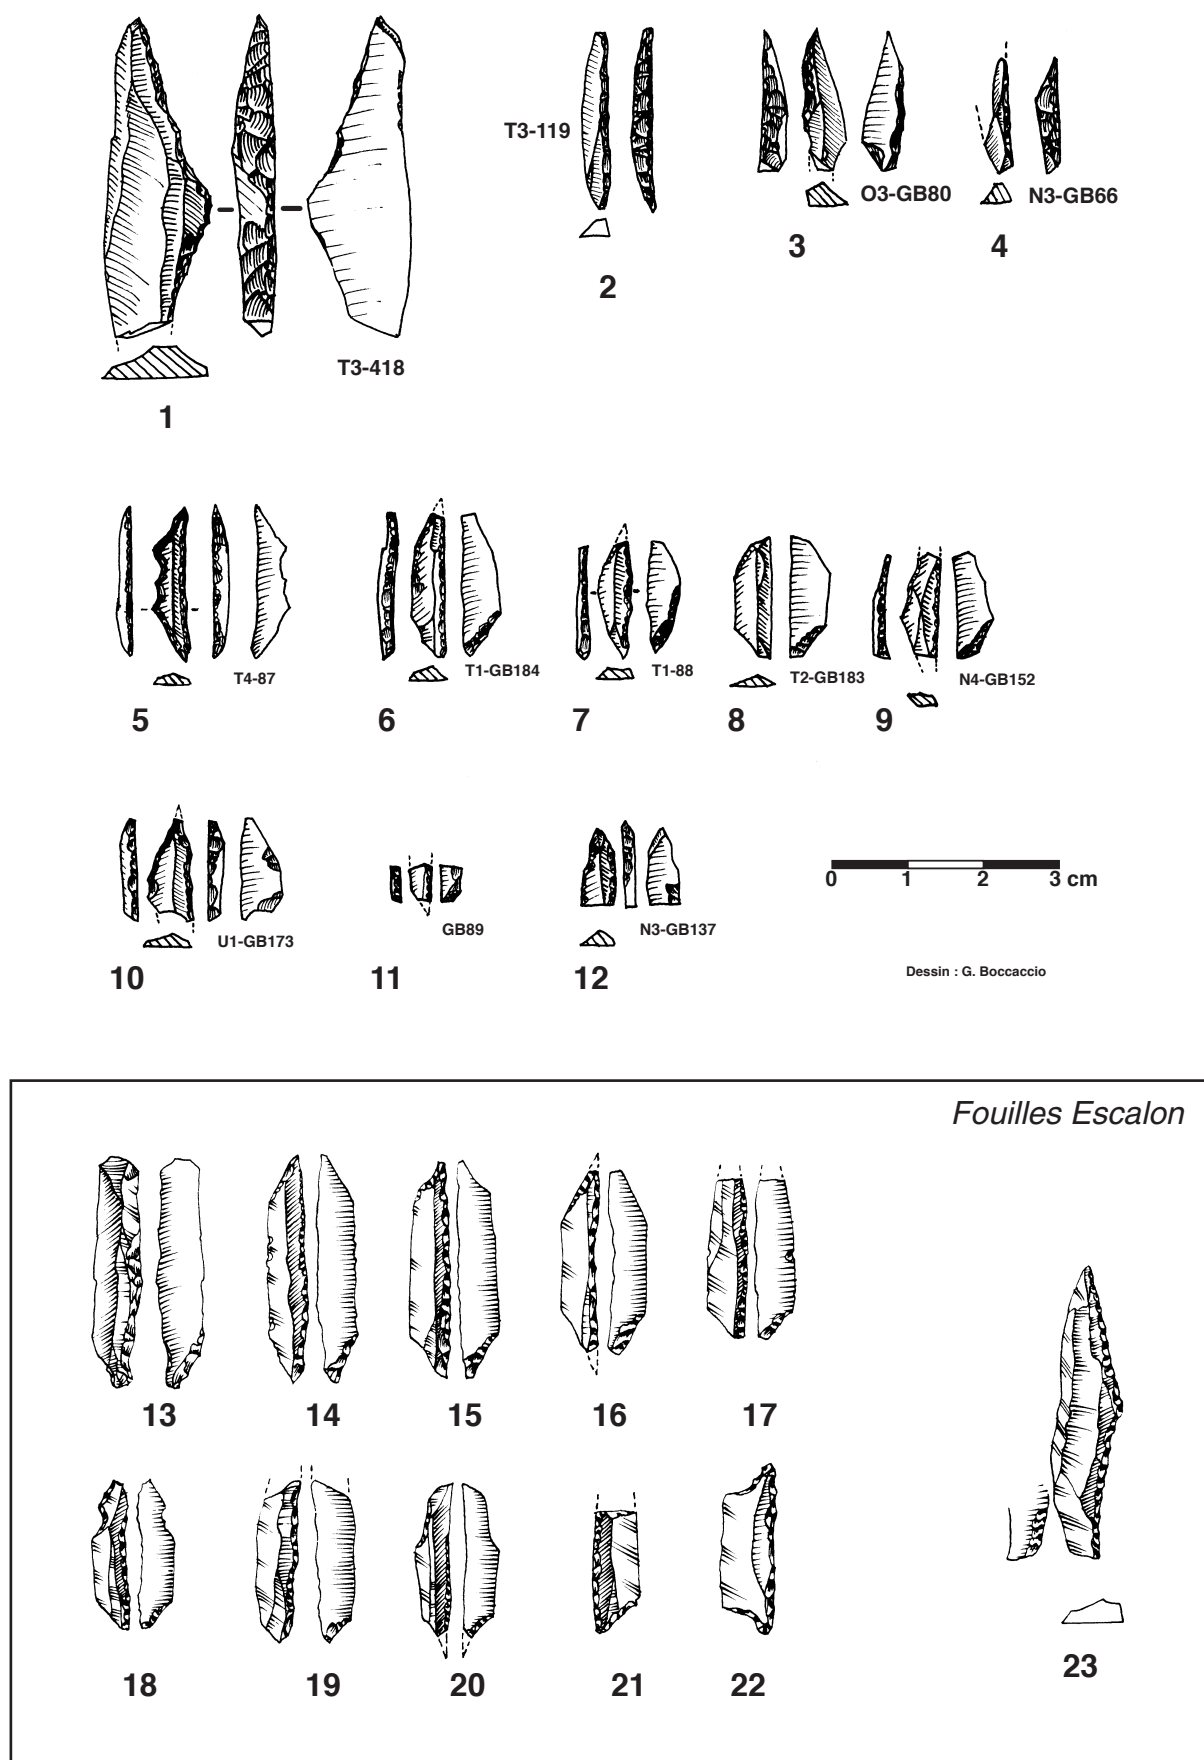 T3-119
O3-GB80
N3-GB66
3
4
2
T3-418
1
T4-87
T1-GB184
T1-88
T2-GB183
N4-GB152
5
6
7
8
9
0 1 2 3 cm
U1-GB173
GB89
N3-GB137
10
11
12
Dessin : G. Boccaccio
Fouilles Escalon
13
14
15
16
17
18
19
20
21
22
23